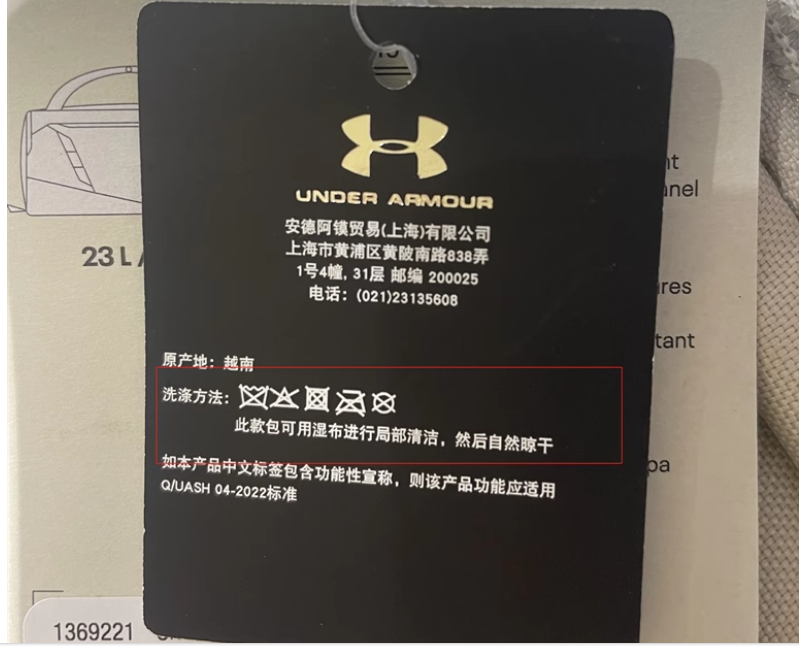 UNDER ARMOUR
安德阿镆贸易(上海)有限公司
上海市黄浦区黄陂南路838弄
1号4幢, 31层 邮编 200025
电话：(021)23135608
原产地：越南
洗涤方法：
此款包可用湿布进行局部清洁，然后自然晾干
如本产品中文标签包含功能性宣称，则该产品功能应适用
Q/UASH 04-2022标准
23 L /
nt
anel
res
tant
pa
1369221